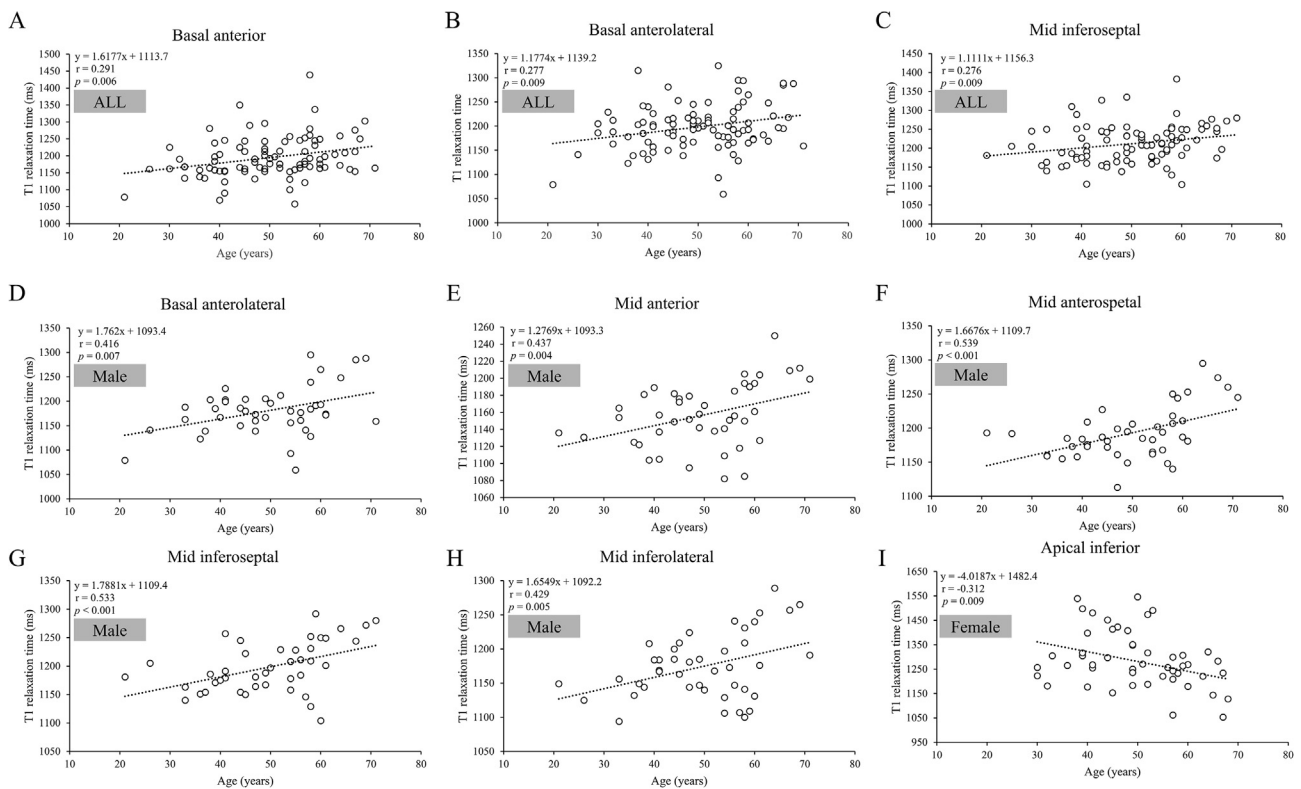 A
Basal anterior
y = 1.6177x + 1113.7
r = 0.291
p = 0.006
ALL
T1 relaxation time (ms)
1500
1450
1400
1350
1300
1250
1200
1150
1100
1050
1000
10 20 30 40 50 60 70 80
Age (years)
B
Basal anterolateral
y = 1.1774x + 1139.2
r = 0.277
p = 0.009
ALL
T1 relaxation time
1350
1300
1250
1200
1150
1100
1050
1000
10 20 30 40 50 60 70 80
Age (years)
C
Mid inferoseptal
y = 1.1111x + 1156.3
r = 0.276
p = 0.009
ALL
T1 relaxation time (ms)
1450
1400
1350
1300
1250
1200
1150
1100
1050
1000
10 20 30 40 50 60 70 80
Age (years)
D
Basal anterolateral
y = 1.762x + 1093.4
r = 0.416
p = 0.007
Male
T1 relaxation time (ms)
1350
1300
1250
1200
1150
1100
1050
1000
10 20 30 40 50 60 70 80
Age (years)
E
Mid anterior
y = 1.2769x + 1093.3
r = 0.437
p = 0.004
Male
T1 relaxation time (ms)
1260
1240
1220
1200
1180
1160
1140
1120
1100
1080
1060
10 20 30 40 50 60 70 80
Age (years)
F
Mid anterospetal
y = 1.6676x + 1109.7
r = 0.539
p < 0.001
Male
T1 relaxation time (ms)
1350
1300
1250
1200
1150
1100
10 20 30 40 50 60 70 80
Age (years)
G
Mid inferoseptal
y = 1.7881x + 1109.4
r = 0.533
p < 0.001
Male
T1 relaxation time (ms)
1350
1300
1250
1200
1150
1100
1050
10 20 30 40 50 60 70 80
Age (years)
H
Mid inferolateral
y = 1.6549x + 1092.2
r = 0.429
p = 0.005
Male
T1 relaxation time (ms)
1300
1250
1200
1150
1100
1050
10 20 30 40 50 60 70 80
Age (years)
I
Apical inferior
y = -4.0187x + 1482.4
r = -0.312
p = 0.009
Female
T1 relaxation time (ms)
1650
1550
1450
1350
1250
1150
1050
950
10 20 30 40 50 60 70 80
Age (years)